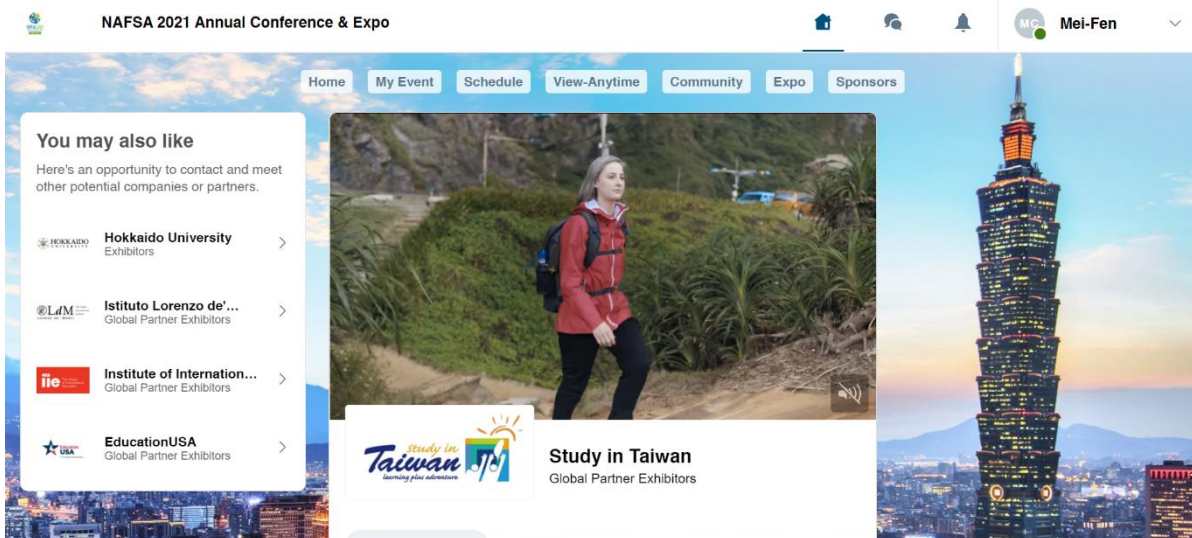 NAFSA 2021 Annual Conference & Expo
MC
Mei-Fen
Home
My Event
Schedule
View-Anytime
Community
Expo
Sponsors
You may also like
Here's an opportunity to contact and meet
other potential companies or partners.
HOKKAIDO
UNIVERSITY
Hokkaido University
Exhibitors
LdM
Istituto Lorenzo de'...
Global Partner Exhibitors
iie
Institute of Internation...
Global Partner Exhibitors
Education
USA
EducationUSA
Global Partner Exhibitors
study in
Taiwan
learning plus adventure
Study in Taiwan
Global Partner Exhibitors